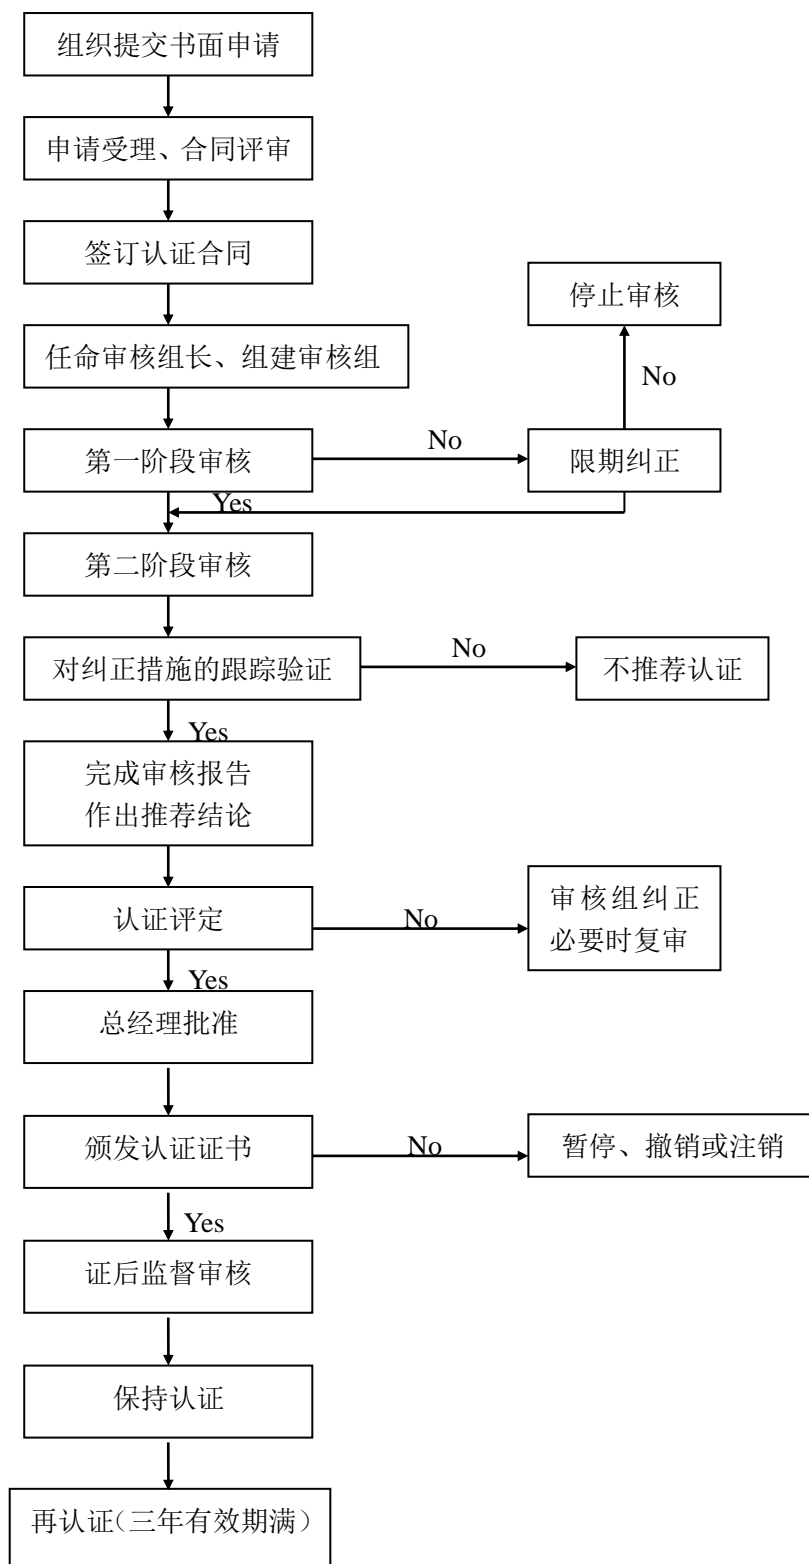 组织提交书面申请
申请受理、合同评审
签订认证合同
停止审核
任命审核组长、组建审核组
No
第一阶段审核
No
限期纠正
Yes
第二阶段审核
对纠正措施的跟踪验证
No
不推荐认证
Yes
完成审核报告
作出推荐结论
认证评定
No
审核组纠正
必要时复审
Yes
总经理批准
颁发认证证书
No
暂停、撤销或注销
Yes
证后监督审核
保持认证
再认证（三年有效期满）